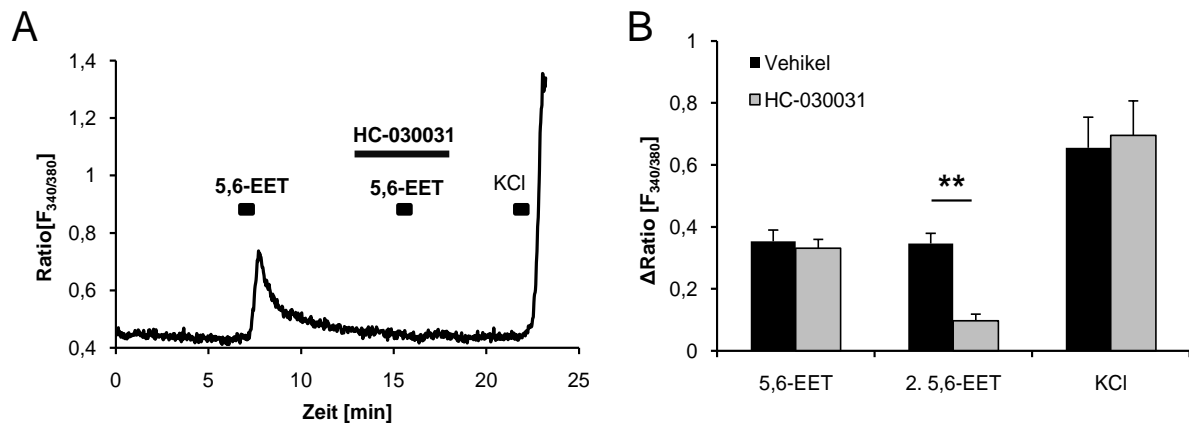 A
Ratio[F340/380]
1,4
1,2
1
0,8
0,6
0,4
HC-030031
5,6-EET
5,6-EET
KCl
0
5
10
15
20
25
Zeit [min]
B
ΔRatio [F340/380]
1
0,8
0,6
0,4
0,2
0
Vehikel
HC-030031
**
5,6-EET
2. 5,6-EET
KCl